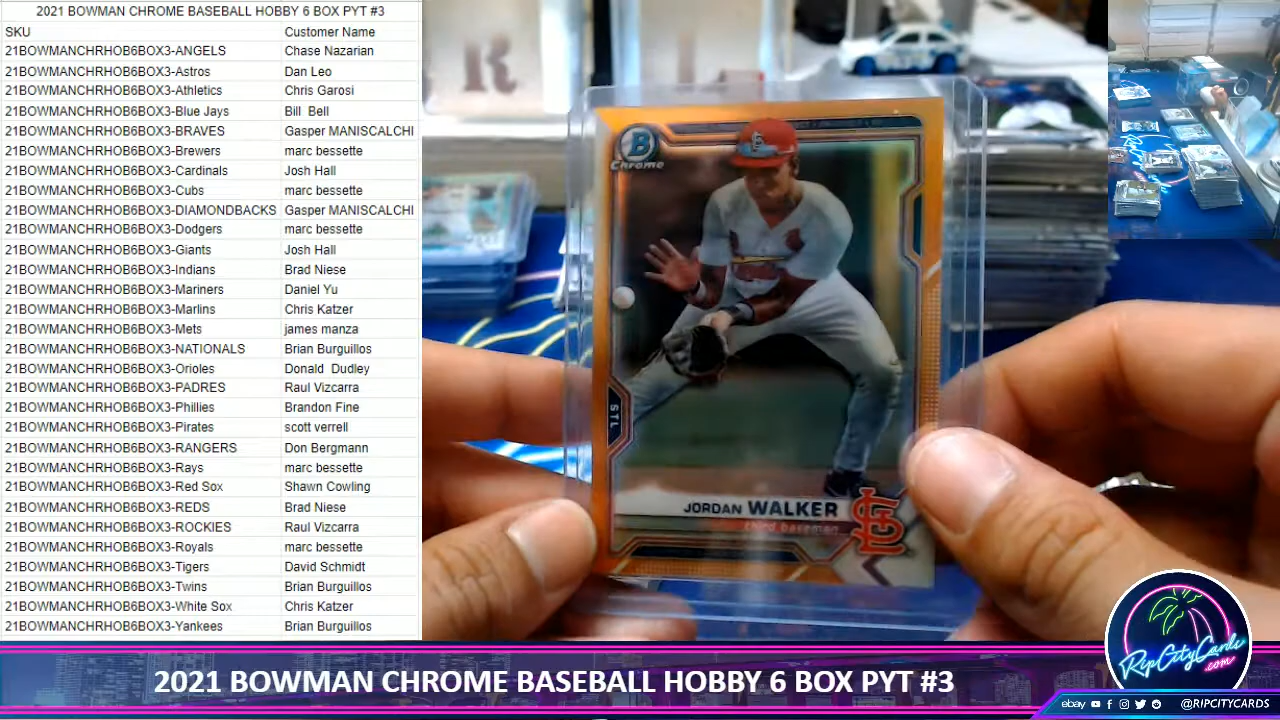 2021 BOWMAN CHROME BASEBALL HOBBY 6 BOX PYT #3
SKU Customer Name
21BOWMANCHRHOB6BOX3-ANGELS Chase Nazarian
21BOWMANCHRHOB6BOX3-Astros Dan Leo
21BOWMANCHRHOB6BOX3-Athletics Chris Garosi
21BOWMANCHRHOB6BOX3-Blue Jays Bill Bell
21BOWMANCHRHOB6BOX3-BRAVES Gasper MANISCALCHI
21BOWMANCHRHOB6BOX3-Brewers marc bessette
21BOWMANCHRHOB6BOX3-Cardinals Josh Hall
21BOWMANCHRHOB6BOX3-Cubs marc bessette
21BOWMANCHRHOB6BOX3-DIAMONDBACKS Gasper MANISCALCHI
21BOWMANCHRHOB6BOX3-Dodgers marc bessette
21BOWMANCHRHOB6BOX3-Giants Josh Hall
21BOWMANCHRHOB6BOX3-Indians Brad Niese
21BOWMANCHRHOB6BOX3-Mariners Daniel Yu
21BOWMANCHRHOB6BOX3-Marlins Chris Katzer
21BOWMANCHRHOB6BOX3-Mets james manza
21BOWMANCHRHOB6BOX3-NATIONALS Brian Burguillos
21BOWMANCHRHOB6BOX3-Orioles Donald Dudley
21BOWMANCHRHOB6BOX3-PADRES Raul Vizcarra
21BOWMANCHRHOB6BOX3-Phillies Brandon Fine
21BOWMANCHRHOB6BOX3-Pirates scott verrell
21BOWMANCHRHOB6BOX3-RANGERS Don Bergmann
21BOWMANCHRHOB6BOX3-Rays marc bessette
21BOWMANCHRHOB6BOX3-Red Sox Shawn Cowling
21BOWMANCHRHOB6BOX3-REDS Brad Niese
21BOWMANCHRHOB6BOX3-ROCKIES Raul Vizcarra
21BOWMANCHRHOB6BOX3-Royals marc bessette
21BOWMANCHRHOB6BOX3-Tigers David Schmidt
21BOWMANCHRHOB6BOX3-Twins Brian Burguillos
21BOWMANCHRHOB6BOX3-White Sox Chris Katzer
21BOWMANCHRHOB6BOX3-Yankees Brian Burguillos
B
Chrome
STL
JORDAN WALKER
third baseman
STL
RipCityCards
.com
2021 BOWMAN CHROME BASEBALL HOBBY 6 BOX PYT #3
ebay @RIPCITYCARDS